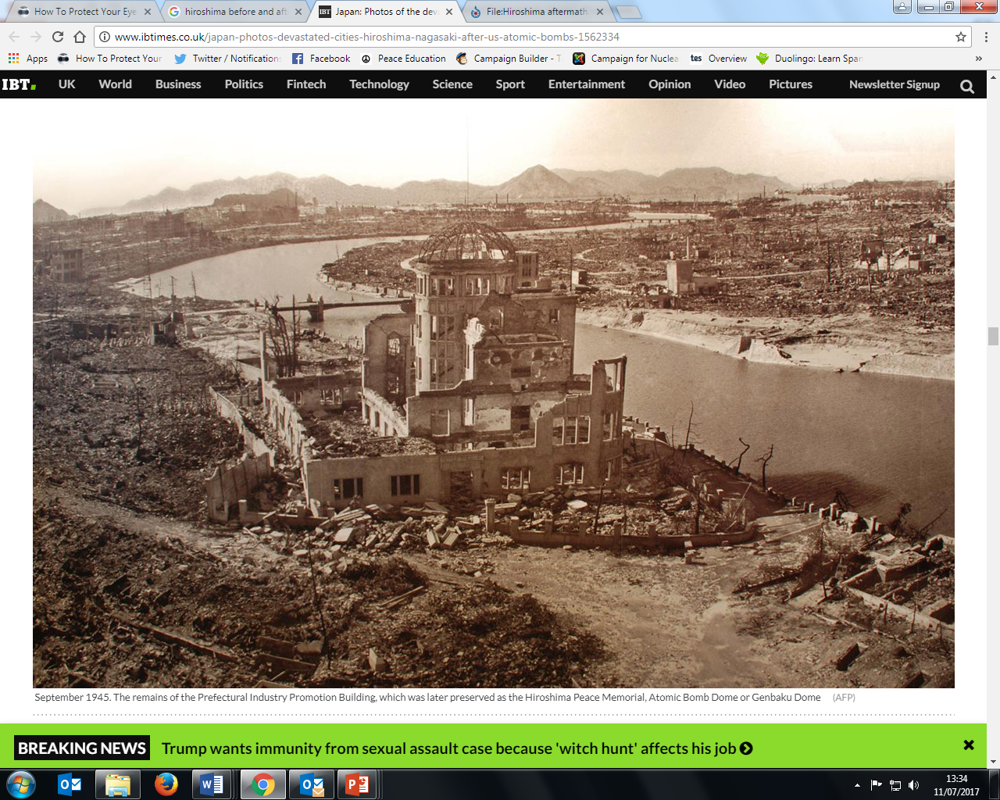 How To Protect Your Eye
hiroshima before and aft
Japan: Photos of the deva
File:Hiroshima aftermath
www.ibtimes.co.uk/japan-photos-devastated-cities-hiroshima-nagasaki-after-us-atomic-bombs-1562334
Apps How To Protect Your Twitter / Notifications Facebook Peace Education Campaign Builder - T Campaign for Nuclea tes Overview Duolingo: Learn Span »
IBT. UK World Business Politics Fintech Technology Science Sport Entertainment Opinion Video Pictures Newsletter Signup
September 1945. The remains of the Prefectural Industry Promotion Building, which was later preserved as the Hiroshima Peace Memorial, Atomic Bomb Dome or Genbaku Dome (AFP)
BREAKING NEWS Trump wants immunity from sexual assault case because 'witch hunt' affects his job
13:34
11/07/2017